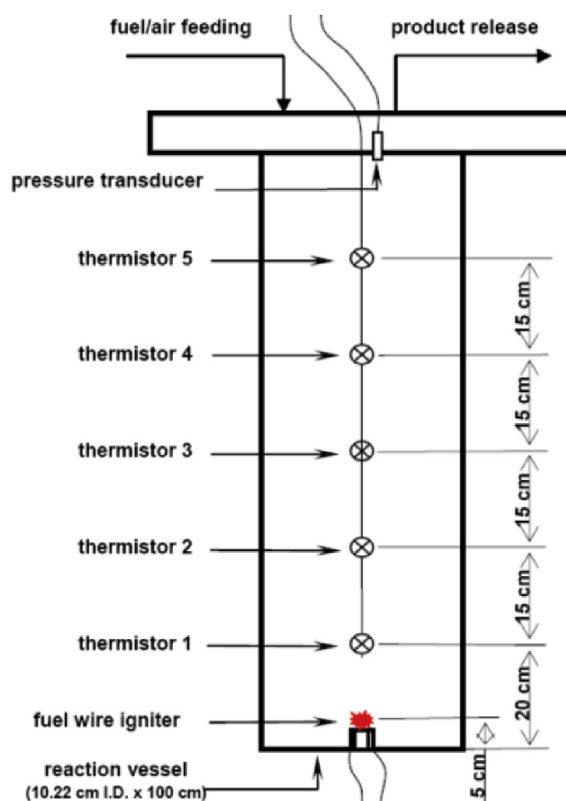 fuel/air feeding
product release
pressure transducer
thermistor 5
15 cm
thermistor 4
15 cm
thermistor 3
15 cm
thermistor 2
15 cm
thermistor 1
20 cm
fuel wire igniter
5 cm
reaction vessel
(10.22 cm I.D. x 100 cm)